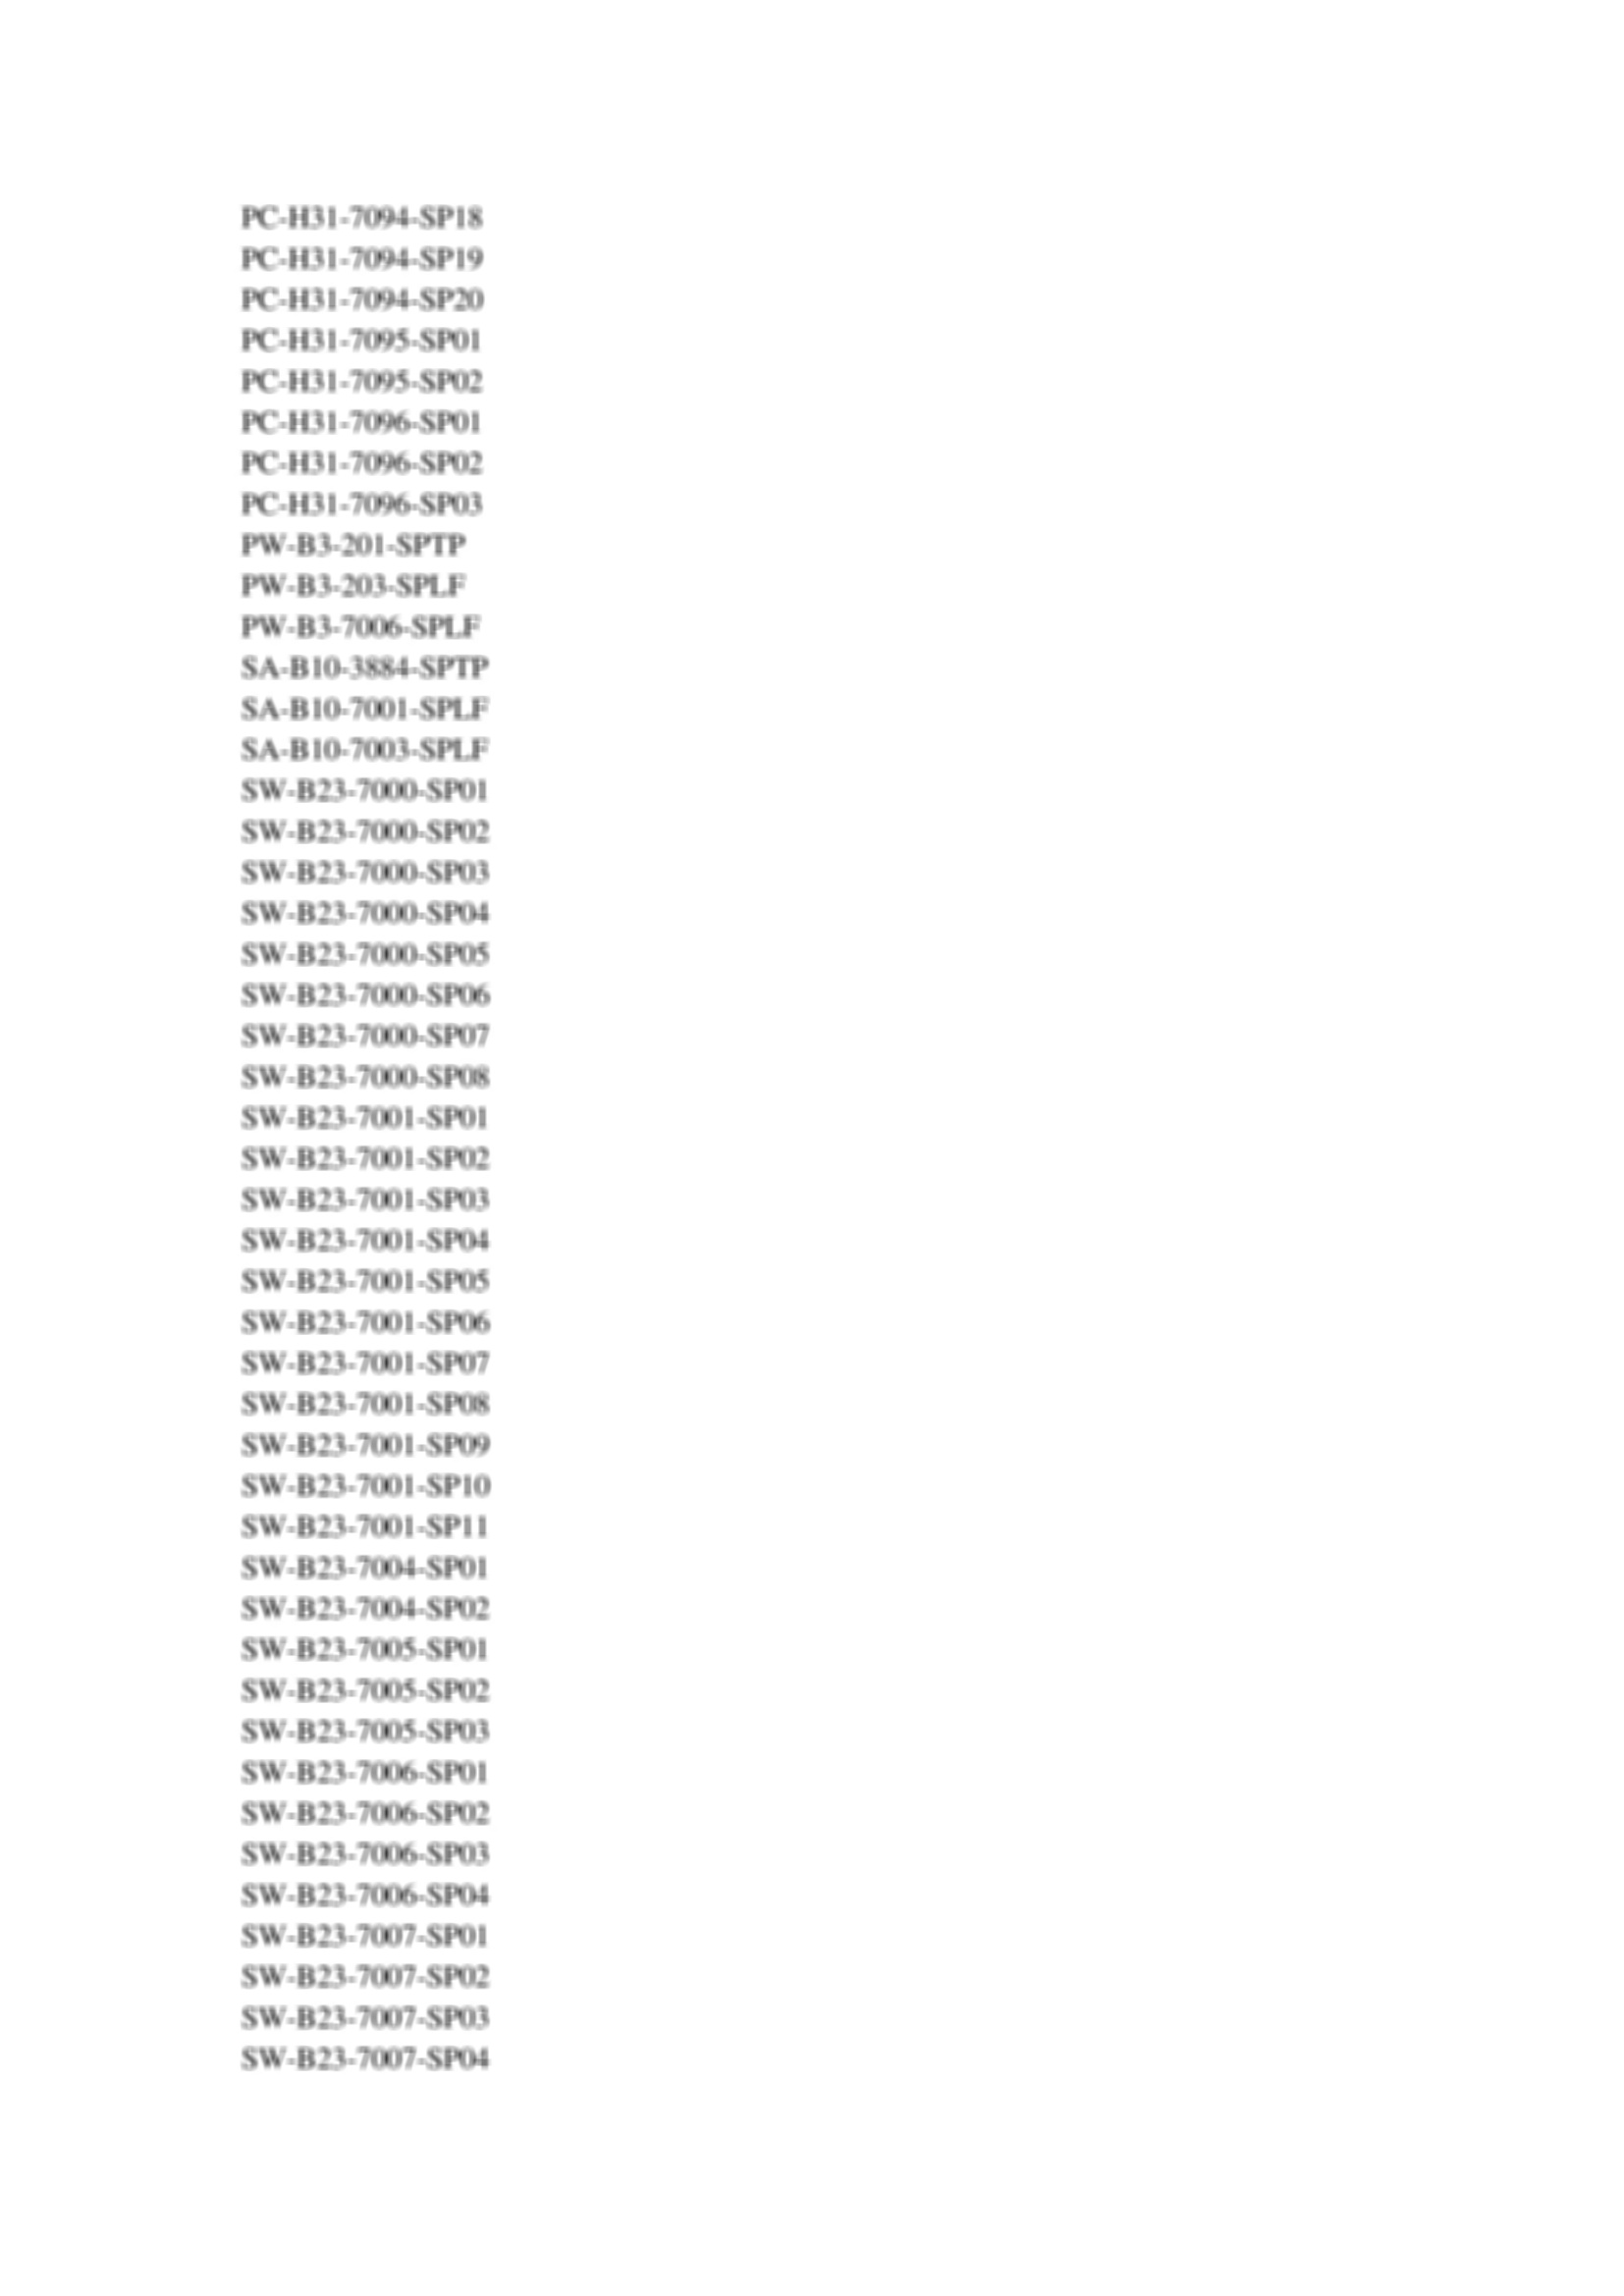 PC-H31-7094-SP18
PC-H31-7094-SP19
PC-H31-7094-SP20
PC-H31-7095-SP01
PC-H31-7095-SP02
PC-H31-7096-SP01
PC-H31-7096-SP02
PC-H31-7096-SP03
PW-B3-201-SPTP
PW-B3-203-SPLF
PW-B3-7006-SPLF
SA-B10-3884-SPTP
SA-B10-7001-SPLF
SA-B10-7003-SPLF
SW-B23-7000-SP01
SW-B23-7000-SP02
SW-B23-7000-SP03
SW-B23-7000-SP04
SW-B23-7000-SP05
SW-B23-7000-SP06
SW-B23-7000-SP07
SW-B23-7000-SP08
SW-B23-7001-SP01
SW-B23-7001-SP02
SW-B23-7001-SP03
SW-B23-7001-SP04
SW-B23-7001-SP05
SW-B23-7001-SP06
SW-B23-7001-SP07
SW-B23-7001-SP08
SW-B23-7001-SP09
SW-B23-7001-SP10
SW-B23-7001-SP11
SW-B23-7004-SP01
SW-B23-7004-SP02
SW-B23-7005-SP01
SW-B23-7005-SP02
SW-B23-7005-SP03
SW-B23-7006-SP01
SW-B23-7006-SP02
SW-B23-7006-SP03
SW-B23-7006-SP04
SW-B23-7007-SP01
SW-B23-7007-SP02
SW-B23-7007-SP03
SW-B23-7007-SP04